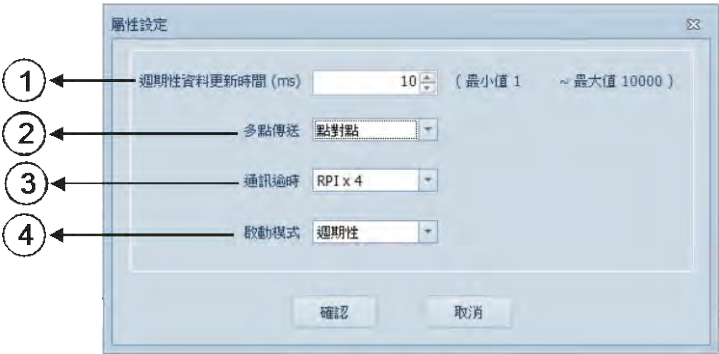 屬性設定
① 週期性資料更新時間 (ms) 10 ( 最小值 1 ~ 最大值 10000 )
② 多點傳送 點對點
③ 通訊逾時 RPI x 4
④ 啟動模式 週期性
確認 取消